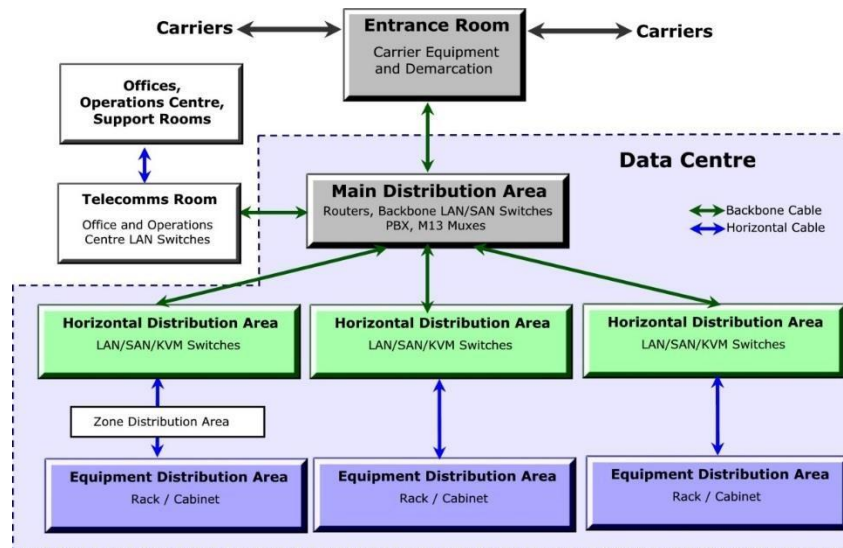 Carriers
Entrance Room
Carrier Equipment
and Demarcation
Carriers
Offices,
Operations Centre,
Support Rooms
Data Centre
Telecomms Room
Office and Operations
Centre LAN Switches
Main Distribution Area
Routers, Backbone LAN/SAN Switches
PBX, M13 Muxes
Backbone Cable
Horizontal Cable
Horizontal Distribution Area
LAN/SAN/KVM Switches
Horizontal Distribution Area
LAN/SAN/KVM Switches
Horizontal Distribution Area
LAN/SAN/KVM Switches
Zone Distribution Area
Equipment Distribution Area
Rack / Cabinet
Equipment Distribution Area
Rack / Cabinet
Equipment Distribution Area
Rack / Cabinet